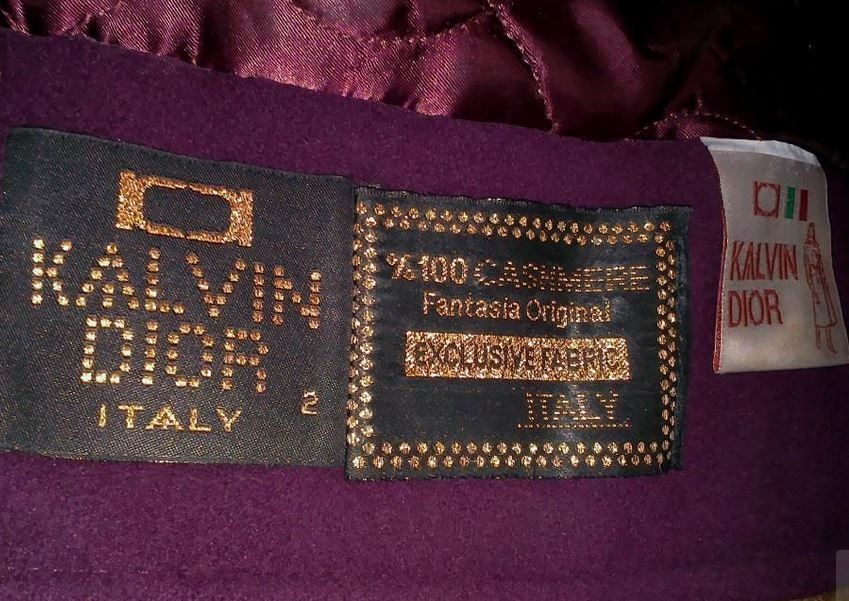 KALVIN
DIOR
ITALY
2
%100 CASHMERE
Fantasia Original
EXCLUSIVE FABRIC
ITALY
KALVIN
DIOR